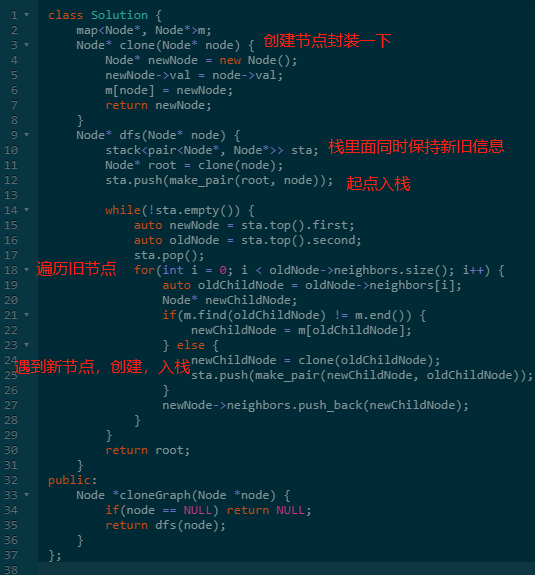 1 class Solution {
2 map<Node*, Node*>m;
3 Node* clone(Node* node) { 创建节点封装一下
4 Node* newNode = new Node();
5 newNode->val = node->val;
6 m[node] = newNode;
7 return newNode;
8 }
9 Node* dfs(Node* node) {
10 stack<pair<Node*, Node*>> sta; 栈里面同时保持新旧信息
11 Node* root = clone(node);
12 sta.push(make_pair(root, node)); 起点入栈
13
14 while(!sta.empty()) {
15 auto newNode = sta.top().first;
16 auto oldNode = sta.top().second;
17 sta.pop();
18 遍历旧节点 for(int i = 0; i < oldNode->neighbors.size(); i++) {
19 auto oldChildNode = oldNode->neighbors[i];
20 Node* newChildNode;
21 if(m.find(oldChildNode) != m.end()) {
22 newChildNode = m[oldChildNode];
23 } else {
24 newChildNode = clone(oldChildNode);
遇到新节点，创建，入栈
25 sta.push(make_pair(newChildNode, oldChildNode));
26 }
27 newNode->neighbors.push_back(newChildNode);
28 }
29 }
30 return root;
31 }
32 public:
33 Node *cloneGraph(Node *node) {
34 if(node == NULL) return NULL;
35 return dfs(node);
36 }
37 };
38